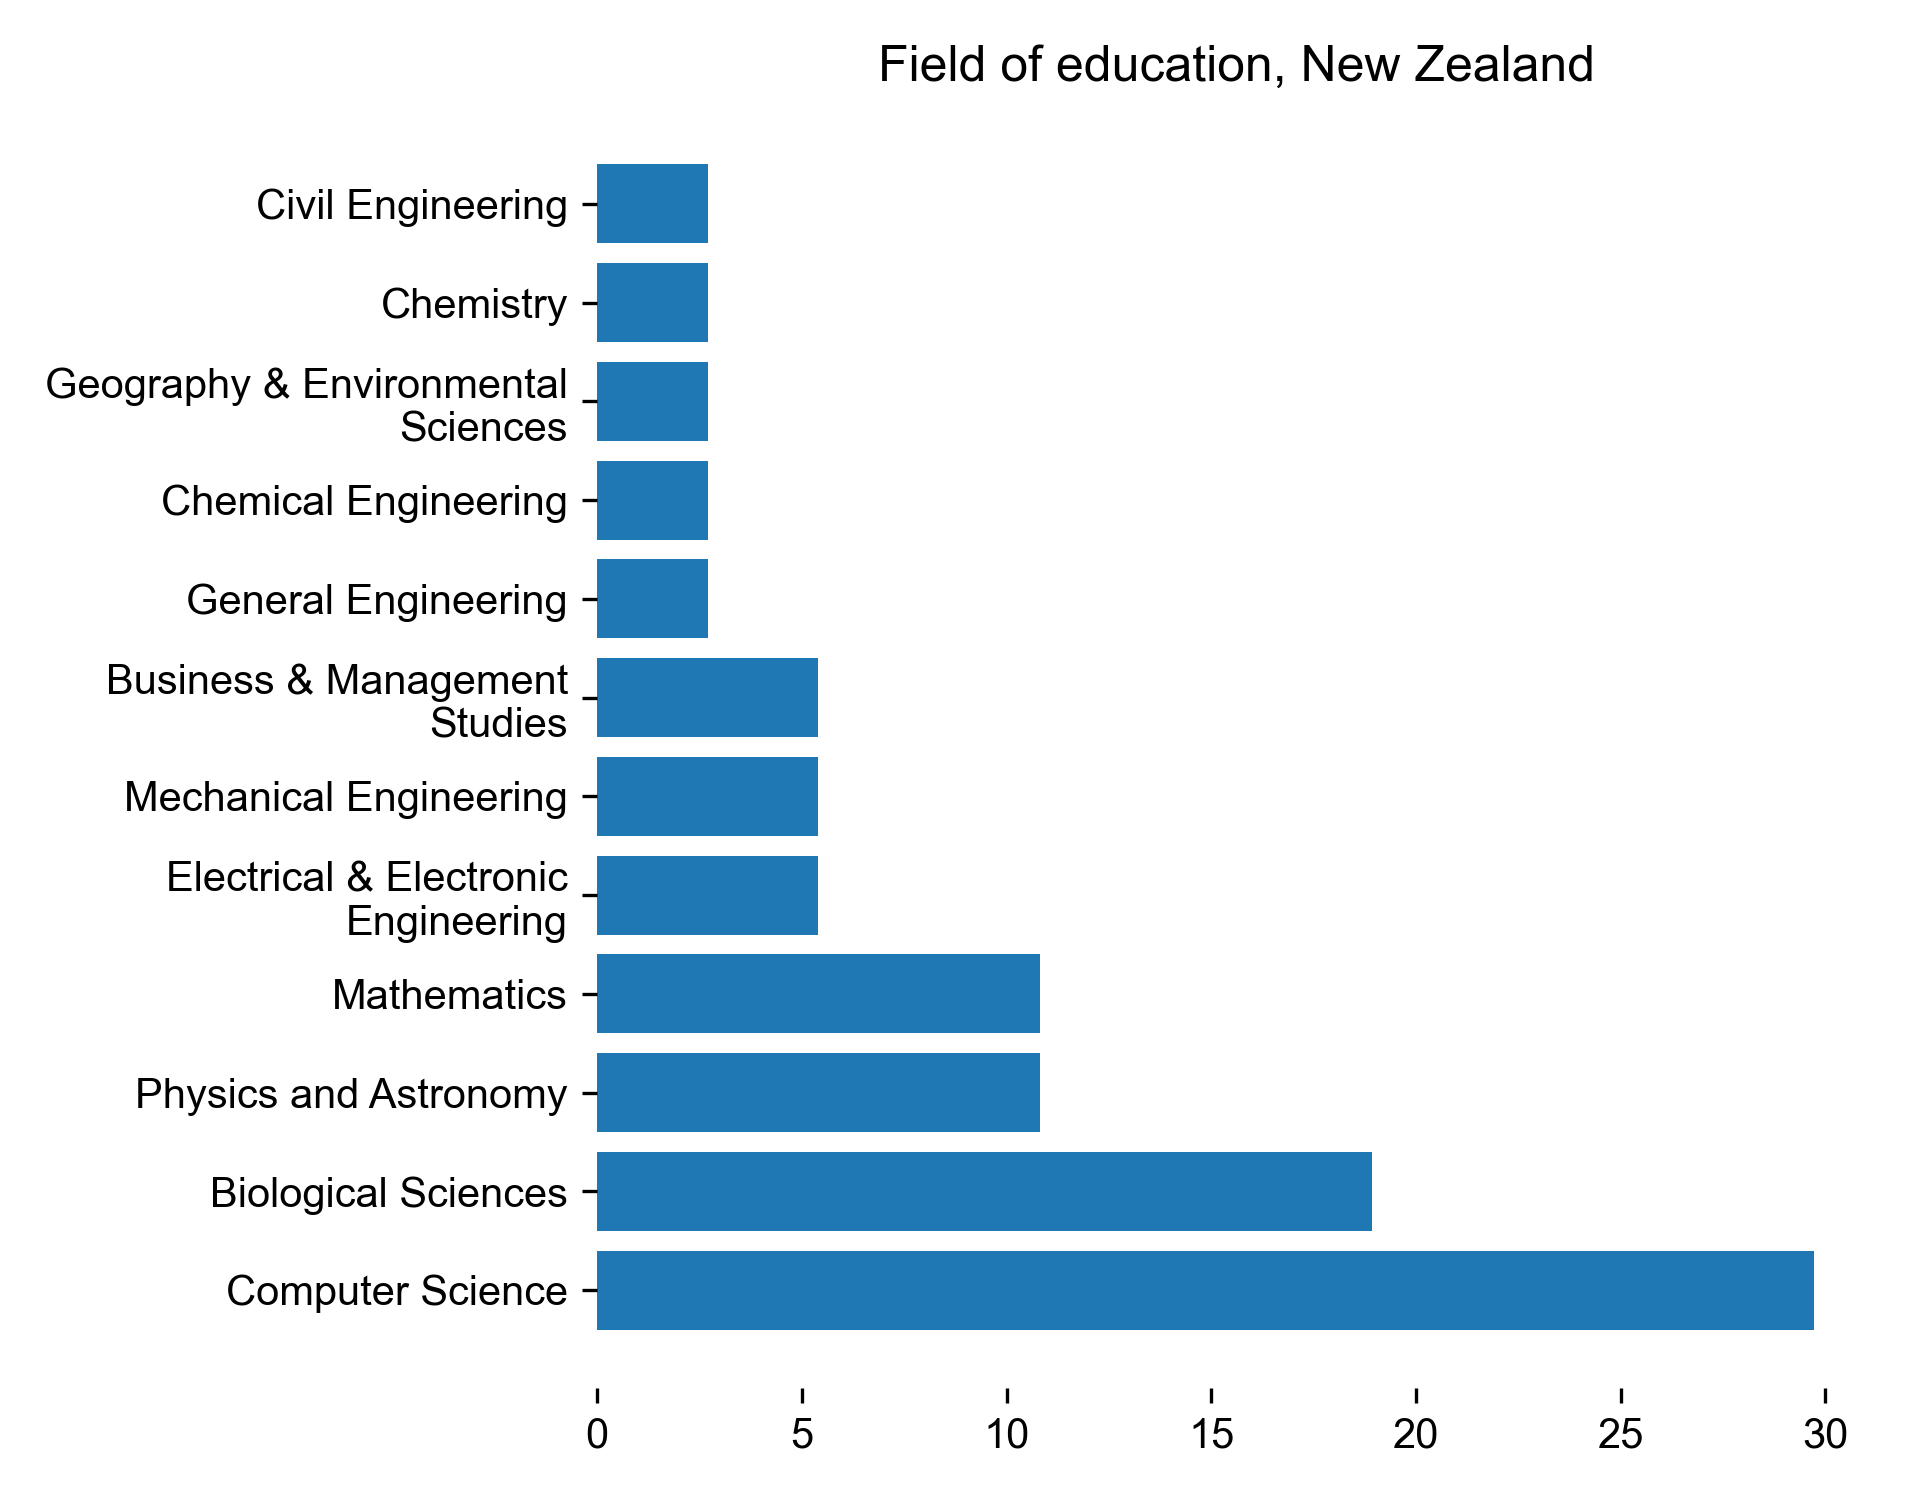 Field of education, New Zealand
Civil Engineering
Chemistry
Geography & Environmental
Sciences
Chemical Engineering
General Engineering
Business & Management
Studies
Mechanical Engineering
Electrical & Electronic
Engineering
Mathematics
Physics and Astronomy
Biological Sciences
Computer Science
0 5 10 15 20 25 30